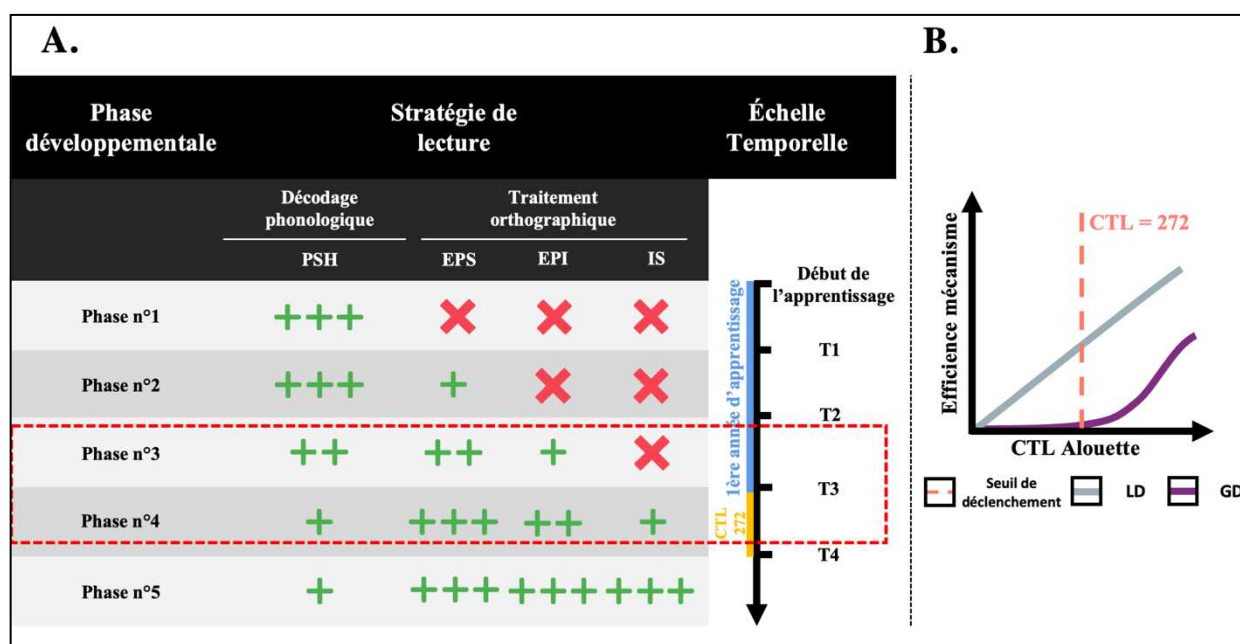 A.
Phase
développementale
Stratégie de
lecture
Échelle
Temporelle
Décodage
phonologique
Traitement
orthographique
PSH
EPS
EPI
IS
Phase n°1
+++
Phase n°2
+++
+
Phase n°3
++
++
+
Phase n°4
+
+++
++
+
Phase n°5
+
+++
+++
+++
Début de
l'apprentissage
T1
T2
T3
T4
1ère année d'apprentissage
CTL
272
B.
CTL = 272
Efficience mécanisme
CTL Alouette
Seuil de
déclenchement
LD
GD